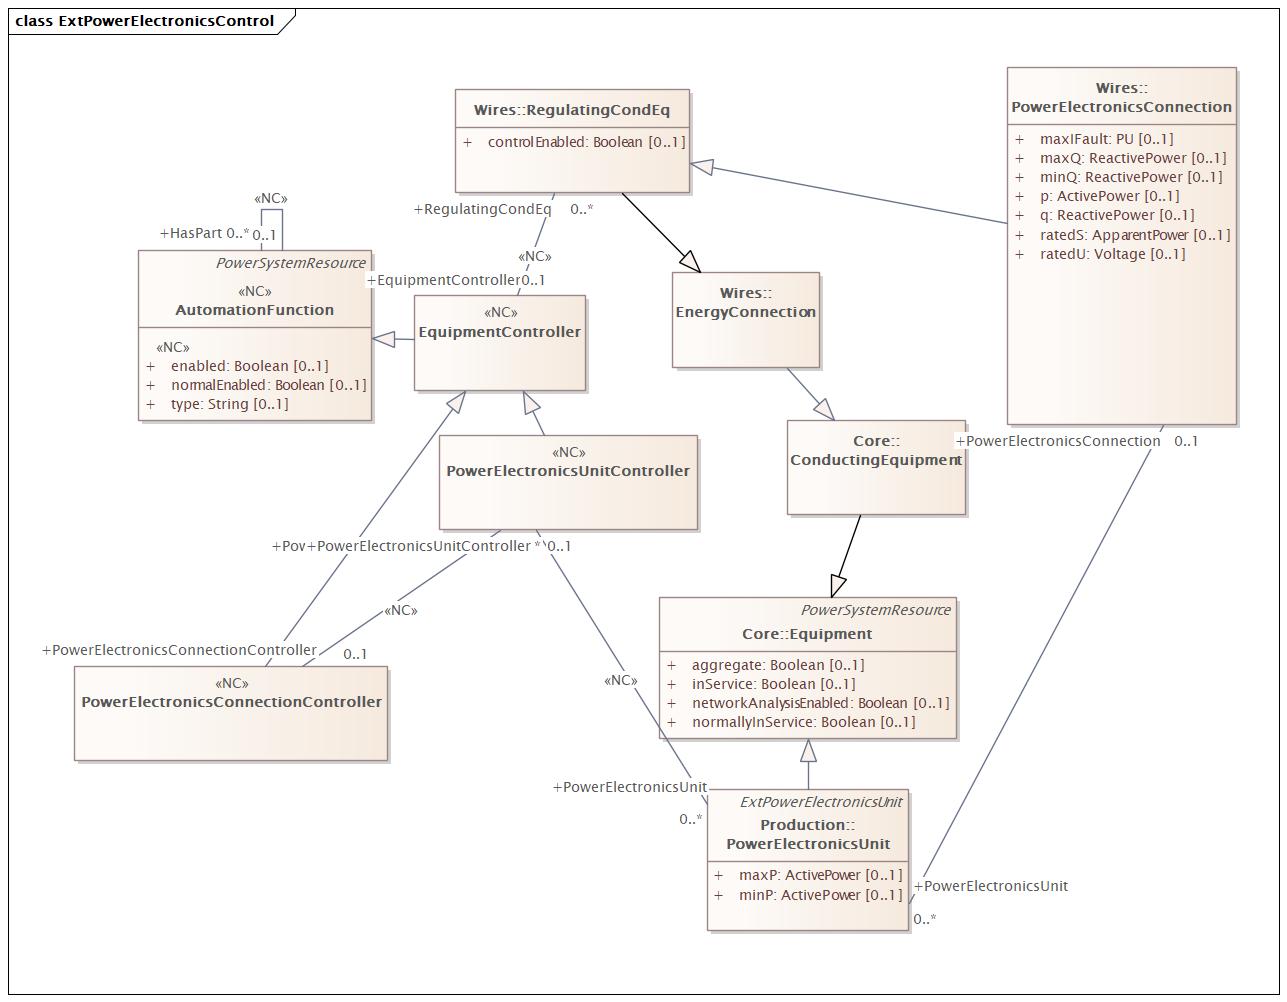 class ExtPowerElectronicsControl
Wires::RegulatingCondEq
+ controlEnabled: Boolean [0..1]
Wires::
PowerElectronicsConnection
+ maxIFault: PU [0..1]
+ maxQ: ReactivePower [0..1]
+ minQ: ReactivePower [0..1]
+ p: ActivePower [0..1]
+ q: ReactivePower [0..1]
+ ratedS: ApparentPower [0..1]
+ ratedU: Voltage [0..1]
«NC»
+HasPart 0..* 0..1
+RegulatingCondEq 0..*
«NC»
+EquipmentController 0..1
PowerSystemResource
«NC»
AutomationFunction
«NC»
+ enabled: Boolean [0..1]
+ normalEnabled: Boolean [0..1]
+ type: String [0..1]
«NC»
EquipmentController
Wires::
EnergyConnection
Core::
ConductingEquipment
+PowerElectronicsConnection 0..1
«NC»
PowerElectronicsUnitController
+Pov+PowerElectronicsUnitController * 0..1
«NC»
+PowerElectronicsConnectionController 0..1
«NC»
PowerElectronicsConnectionController
PowerSystemResource
Core::Equipment
+ aggregate: Boolean [0..1]
+ inService: Boolean [0..1]
+ networkAnalysisEnabled: Boolean [0..1]
+ normallyInService: Boolean [0..1]
«NC»
+PowerElectronicsUnit
0..*
ExtPowerElectronicsUnit
Production::
PowerElectronicsUnit
+ maxP: ActivePower [0..1]
+ minP: ActivePower [0..1]
+PowerElectronicsUnit
0..*